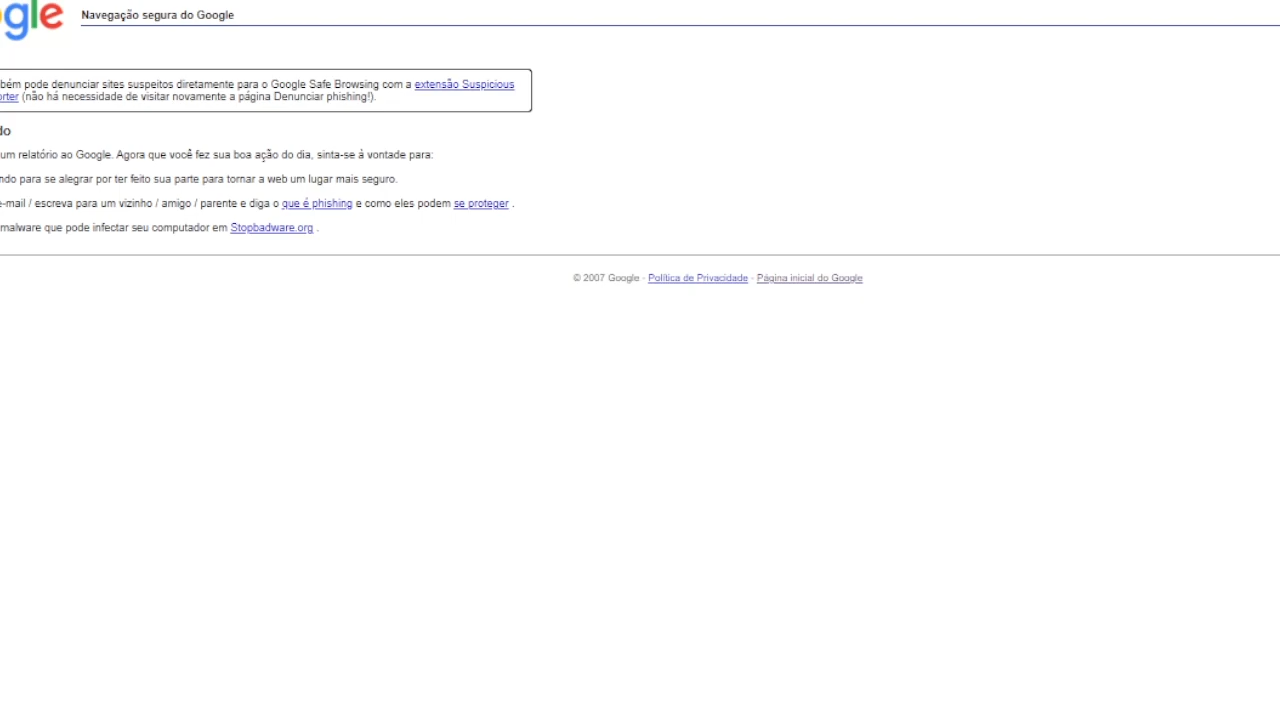 gle
Navegação segura do Google
bém pode denunciar sites suspeitos diretamente para o Google Safe Browsing com a extensão Suspicious
orter (não há necessidade de visitar novamente a página Denunciar phishing!).
do
um relatório ao Google. Agora que você fez sua boa ação do dia, sinta-se à vontade para:
ndo para se alegrar por ter feito sua parte para tornar a web um lugar mais seguro.
e-mail / escreva para um vizinho / amigo / parente e diga o que é phishing e como eles podem se proteger .
malware que pode infectar seu computador em Stopbadware.org .
© 2007 Google - Política de Privacidade - Página inicial do Google